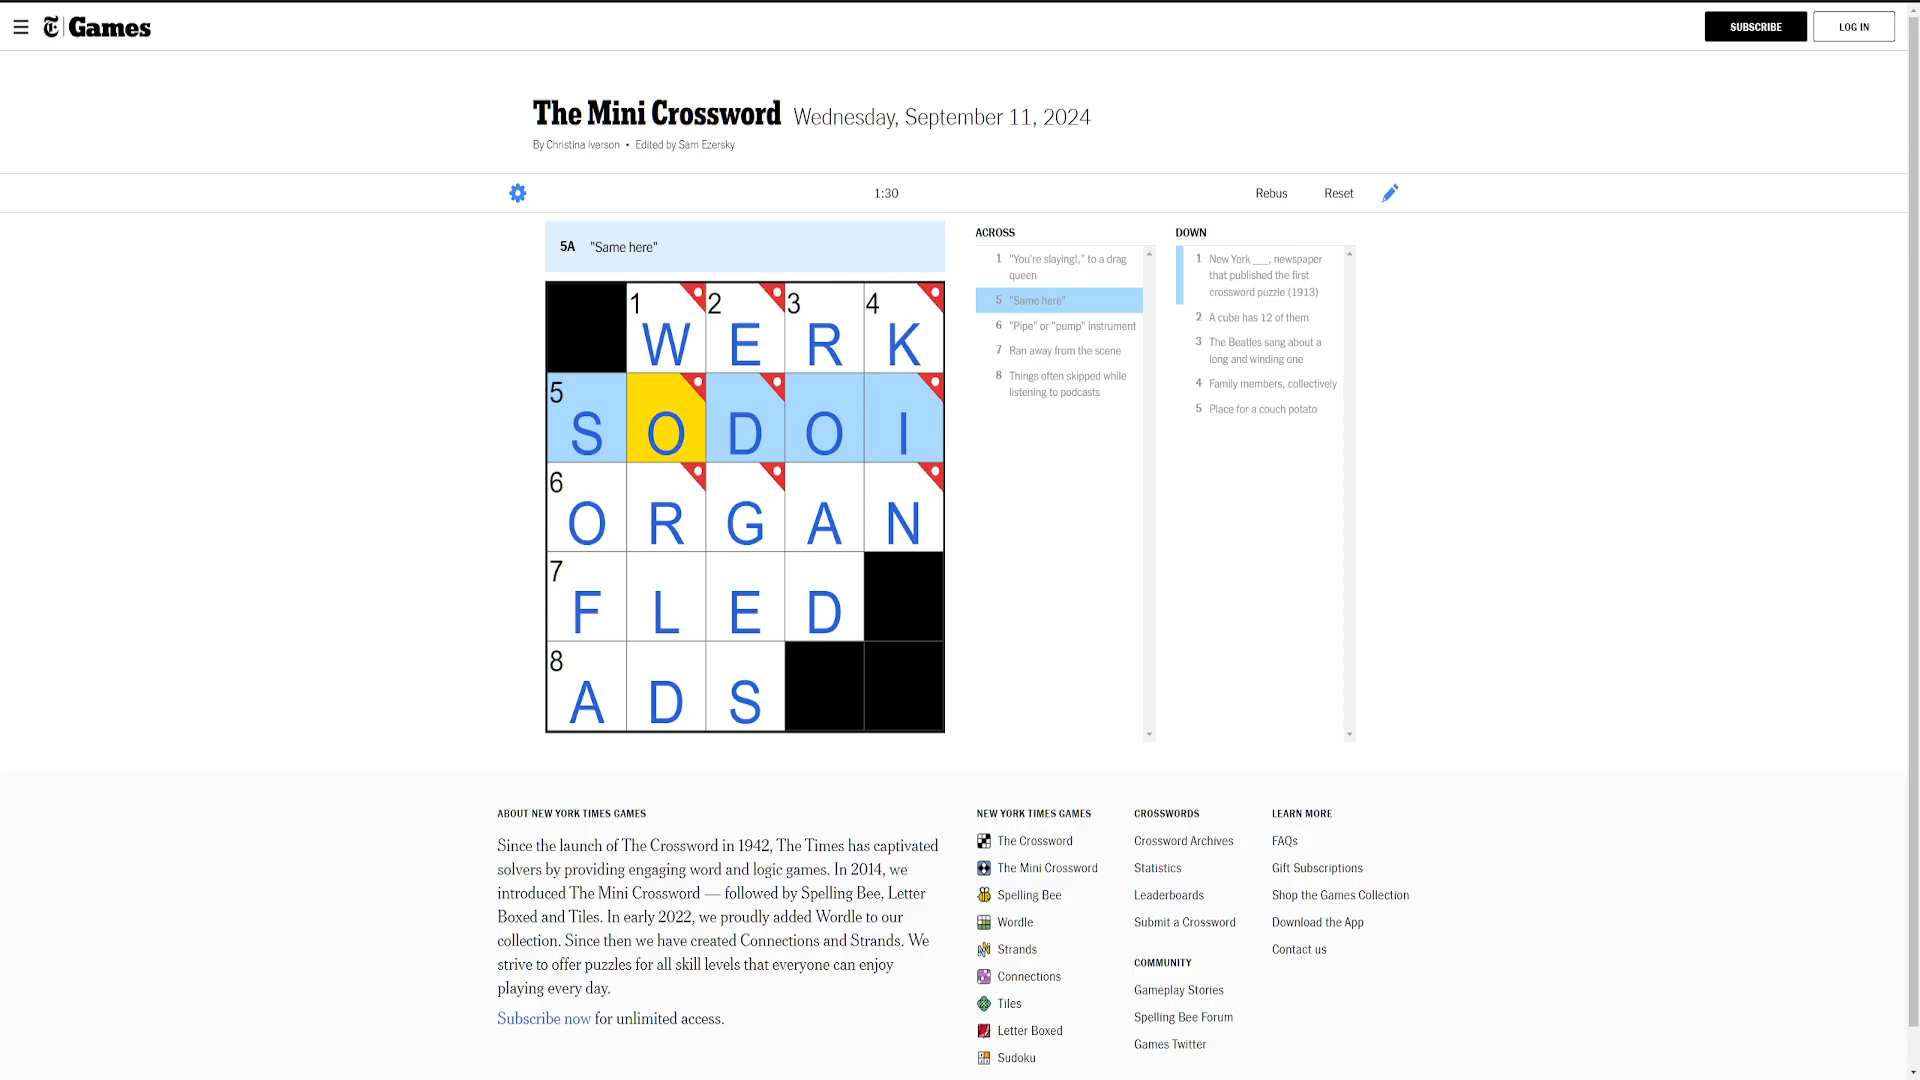 Games
SUBSCRIBE
LOG IN
The Mini Crossword Wednesday, September 11, 2024
By Christina Iverson • Edited by Sam Ezersky
1:30
Rebus
Reset
5A "Same here"
1 W 2 E 3 R 4 K
5 S O D O I
6 O R G A N
7 F L E D
8 A D S
ACROSS
1 "You're slaying!," to a drag
queen
5 "Same here"
6 "Pipe" or "pump" instrument
7 Ran away from the scene
8 Things often skipped while
listening to podcasts
DOWN
1 New York ___, newspaper
that published the first
crossword puzzle (1913)
2 A cube has 12 of them
3 The Beatles sang about a
long and winding one
4 Family members, collectively
5 Place for a couch potato
ABOUT NEW YORK TIMES GAMES
Since the launch of The Crossword in 1942, The Times has captivated
solvers by providing engaging word and logic games. In 2014, we
introduced The Mini Crossword — followed by Spelling Bee, Letter
Boxed and Tiles. In early 2022, we proudly added Wordle to our
collection. Since then we have created Connections and Strands. We
strive to offer puzzles for all skill levels that everyone can enjoy
playing every day.
Subscribe now for unlimited access.
NEW YORK TIMES GAMES
The Crossword
The Mini Crossword
Spelling Bee
Wordle
Strands
Connections
Tiles
Letter Boxed
Sudoku
CROSSWORDS
Crossword Archives
Statistics
Leaderboards
Submit a Crossword
COMMUNITY
Gameplay Stories
Spelling Bee Forum
Games Twitter
LEARN MORE
FAQs
Gift Subscriptions
Shop the Games Collection
Download the App
Contact us